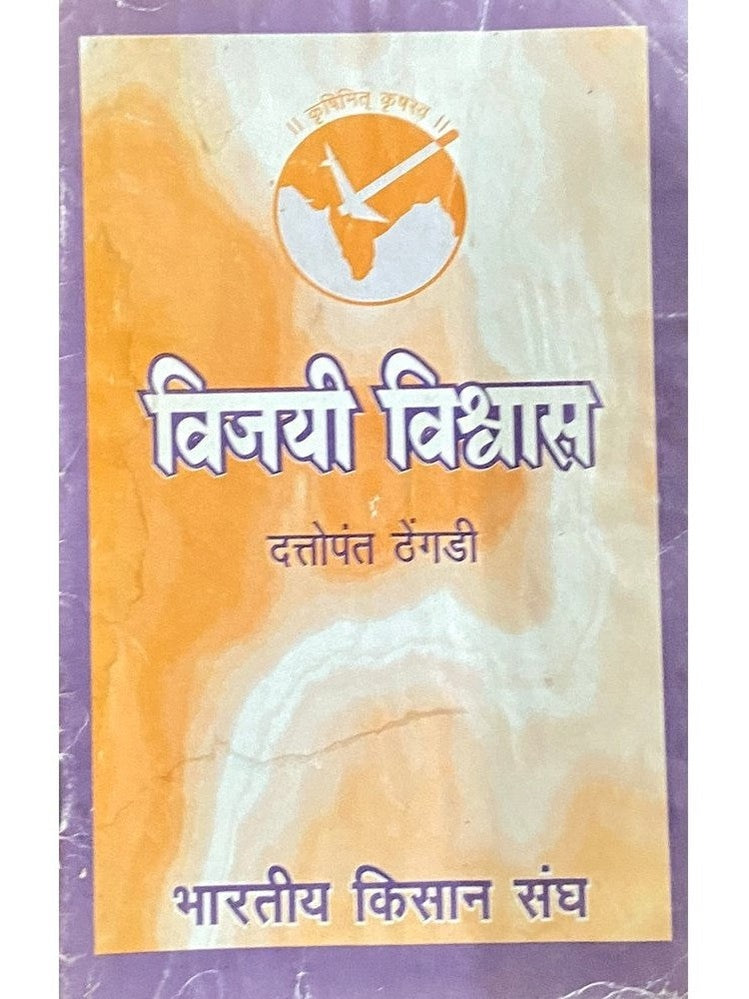 ॥ कृषिमित् कृषस्व ॥
विजयी विश्वास
दत्तोपंत ठेंगडी
भारतीय किसान संघ